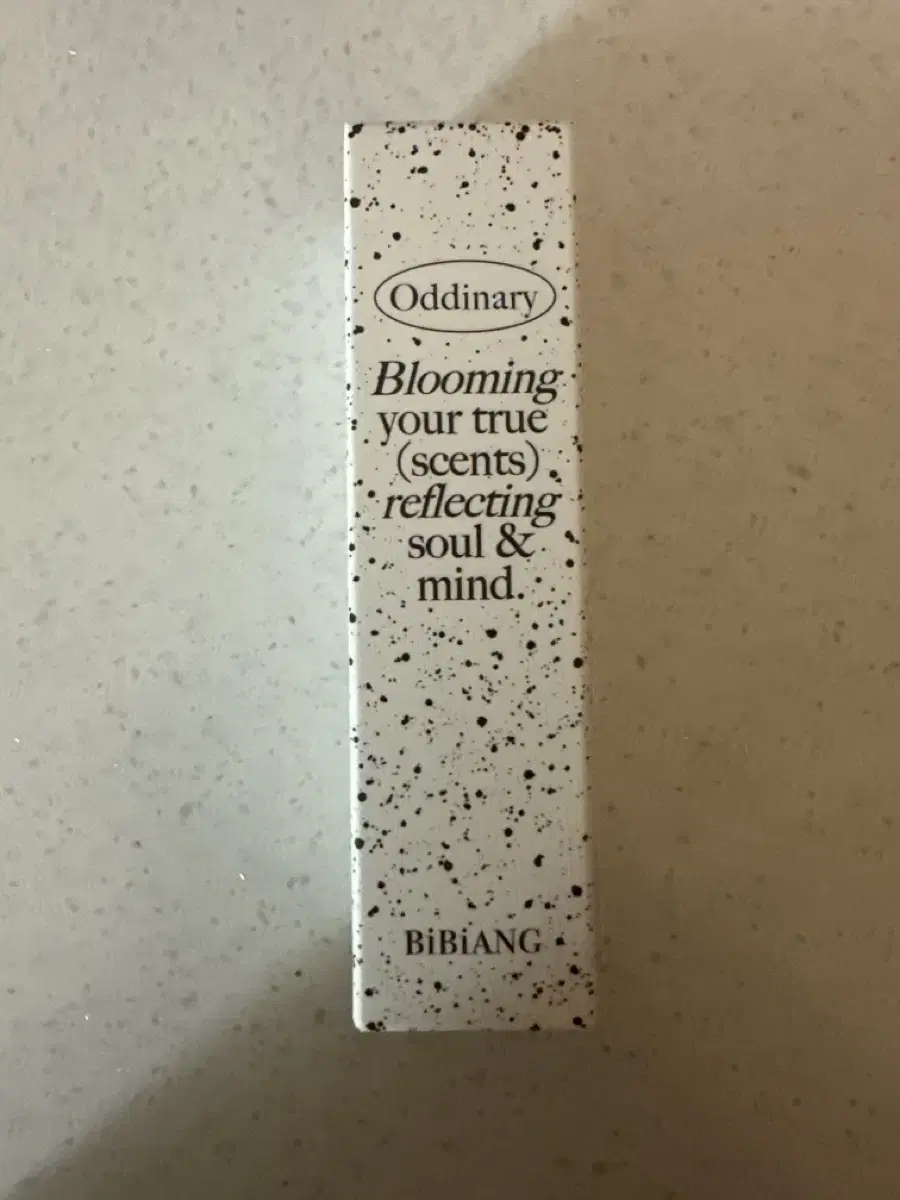 Oddinary
Blooming
your true
(scents)
reflecting
soul &
mind.
BiBiANG